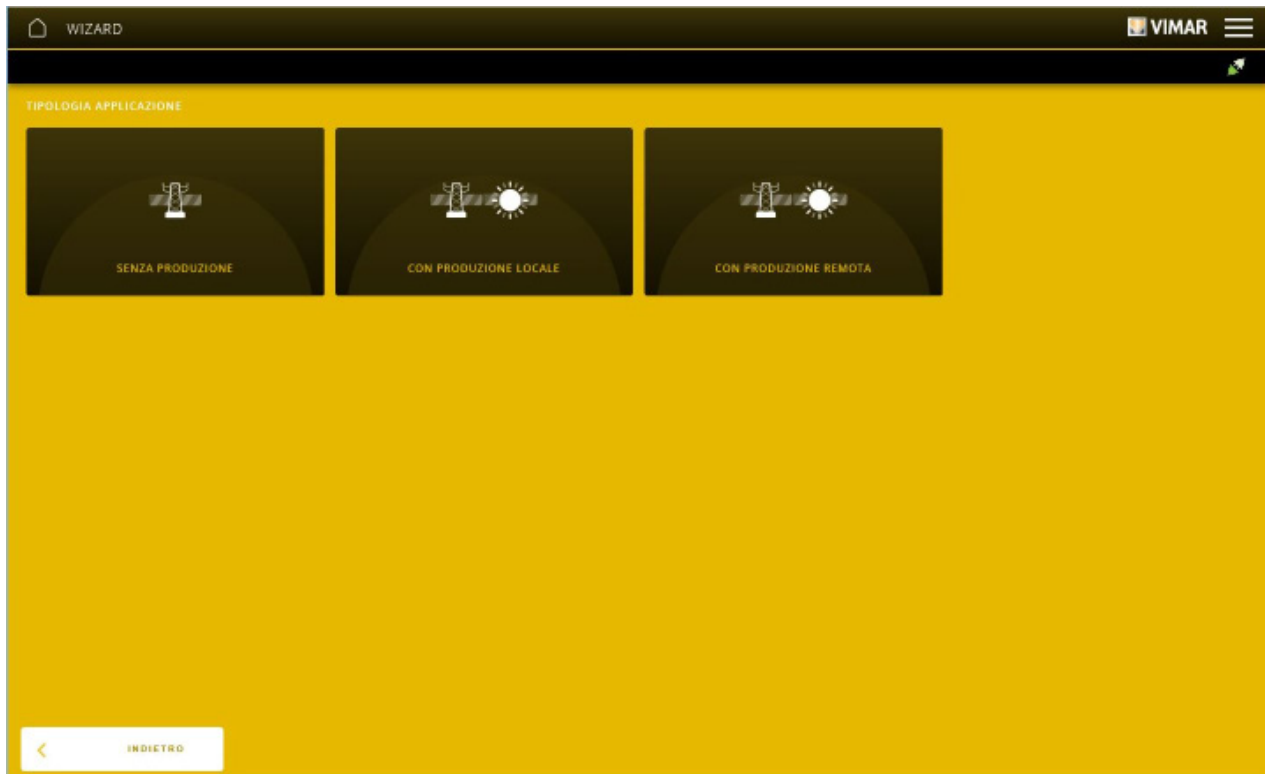 WIZARD
VIMAR
TIPOLOGIA APPLICAZIONE
SENZA PRODUZIONE
CON PRODUZIONE LOCALE
CON PRODUZIONE REMOTA
INDIETRO